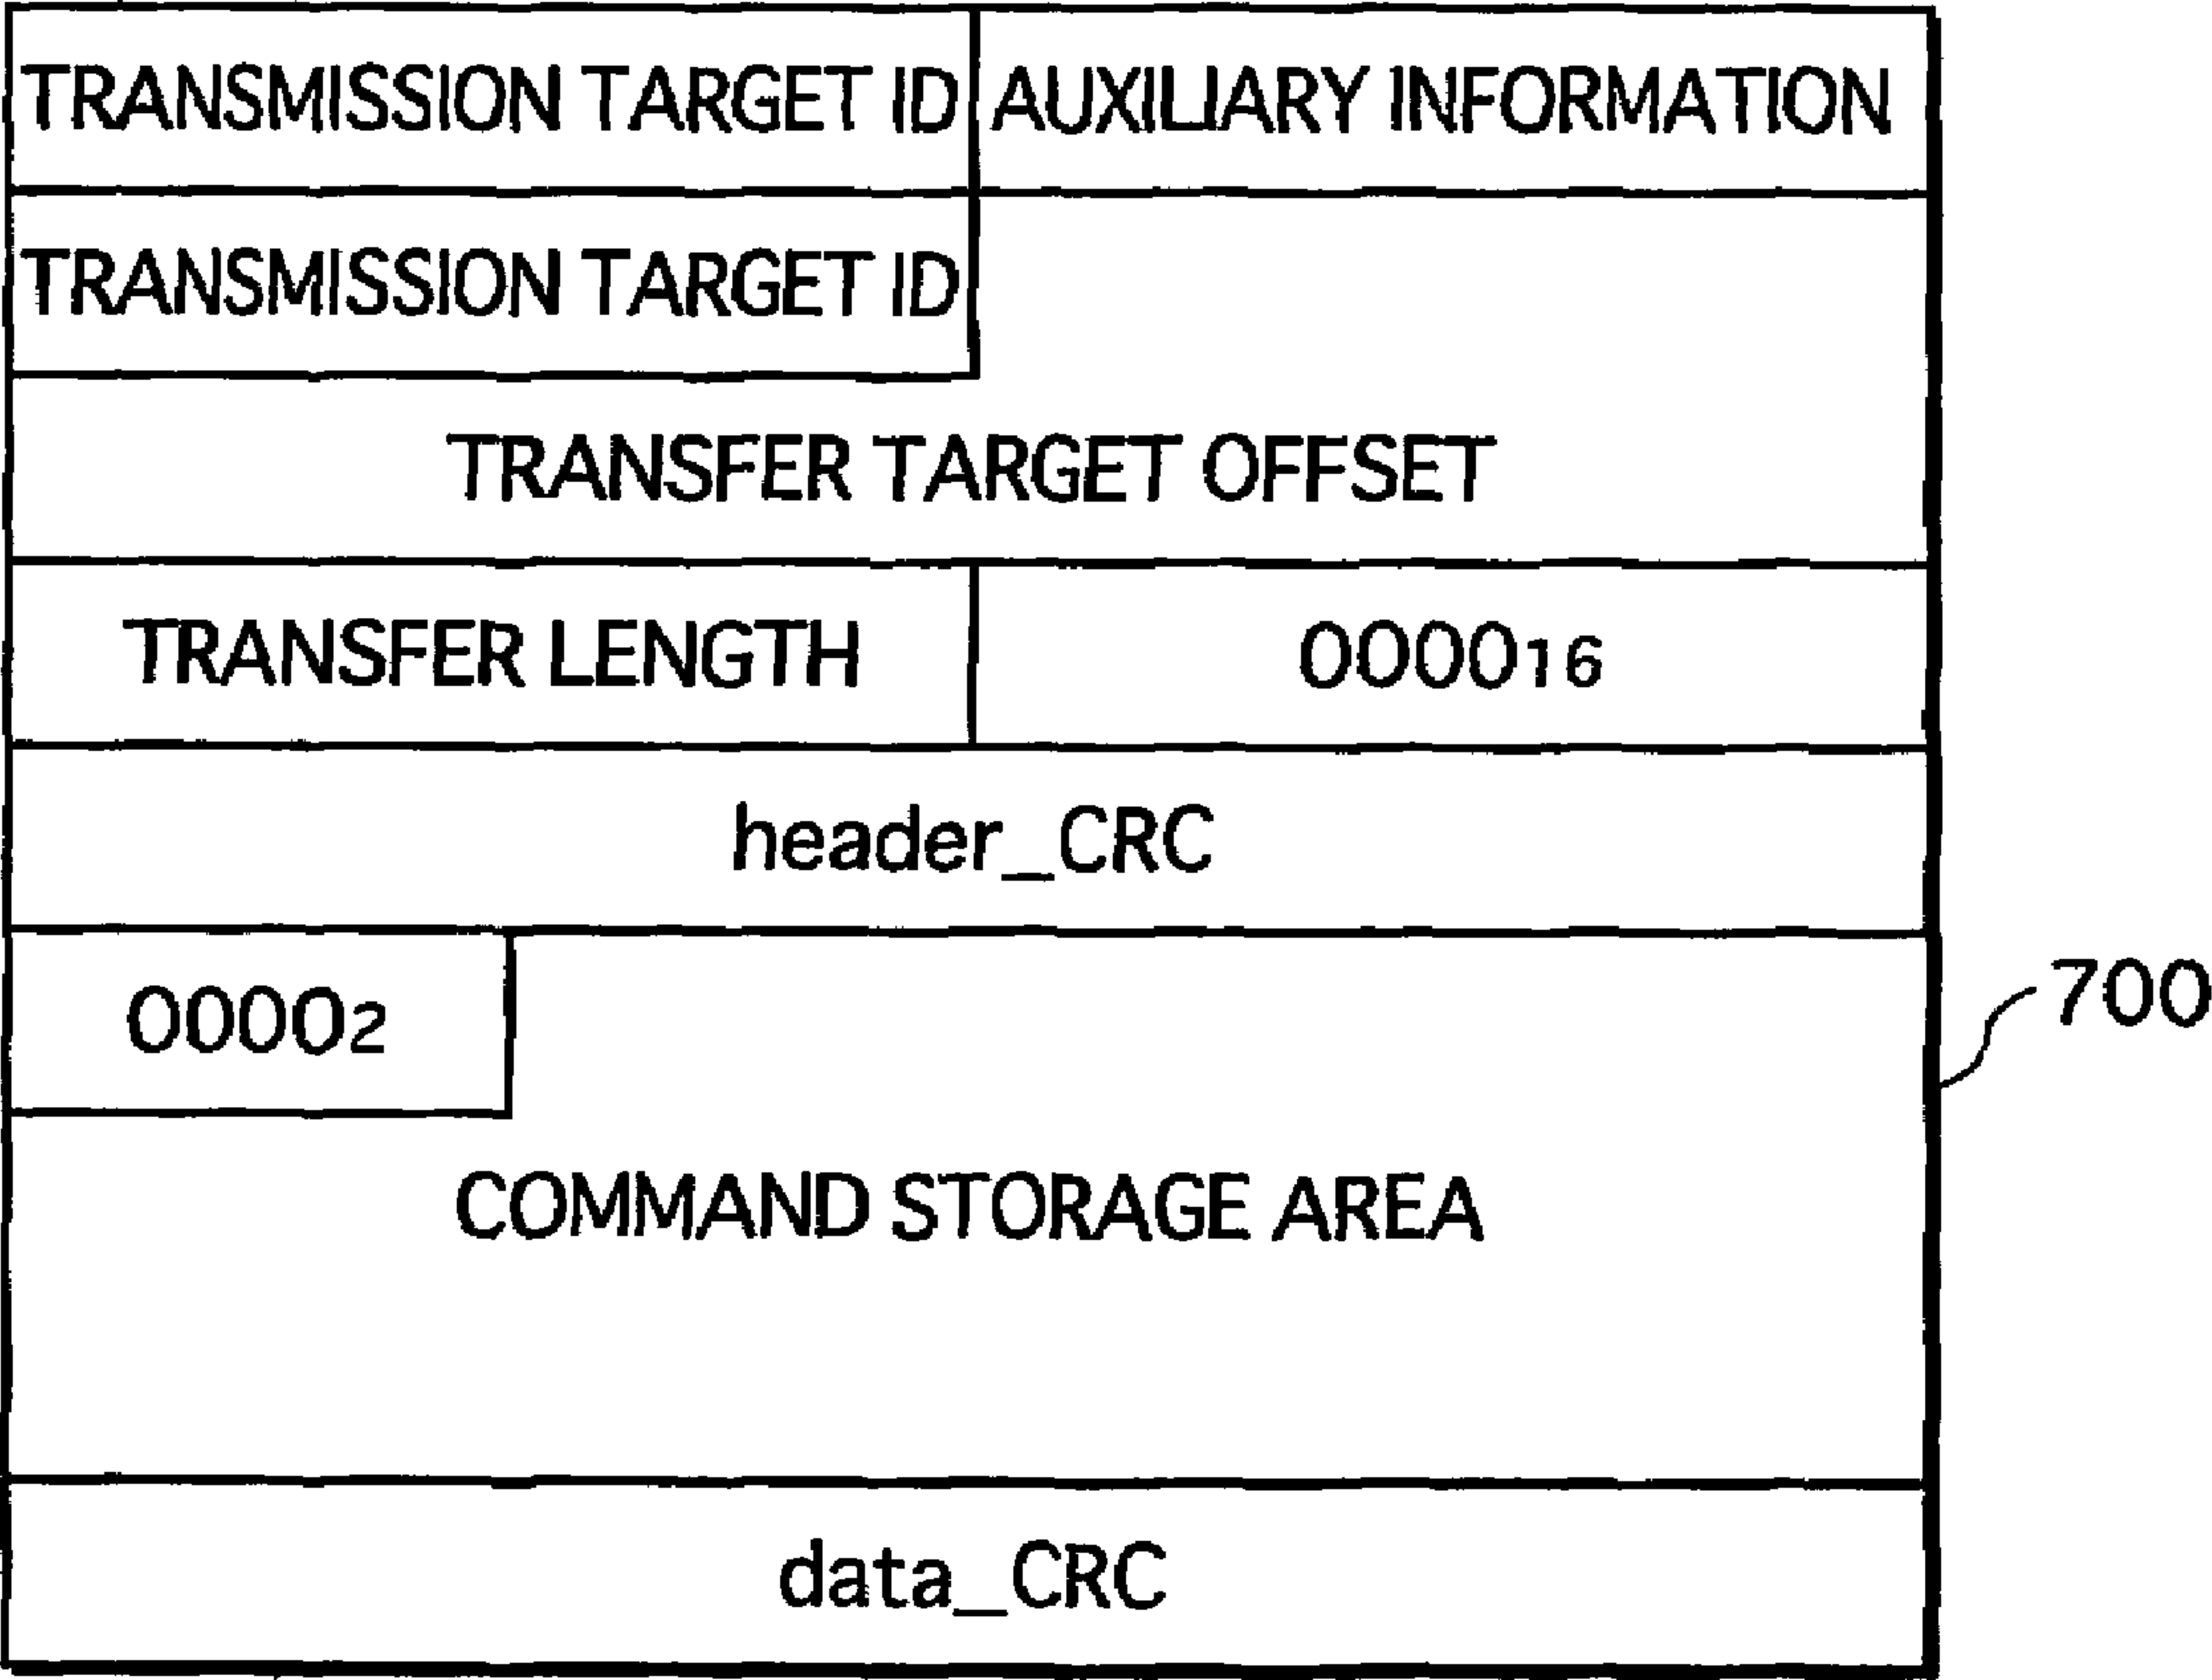 TRANSMISSION TARGET ID AUXILIARY INFORMATION
TRANSMISSION TARGET ID
TRANSFER TARGET OFFSET
TRANSFER LENGTH 0000₁₆
header_CRC
0000₂
700
COMMAND STORAGE AREA
data_CRC